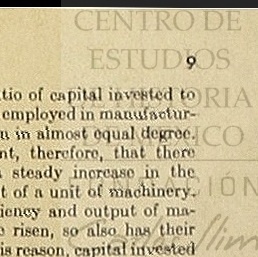 CENTRO DE
ESTUDIOS
9
tio of capital invested to
employed in manufactur-
n in almost equal degree.
nt, therefore, that there
steady increase in the
t of a unit of machinery.
iency and output of ma-
e risen, so also has their
is reason, capital invested